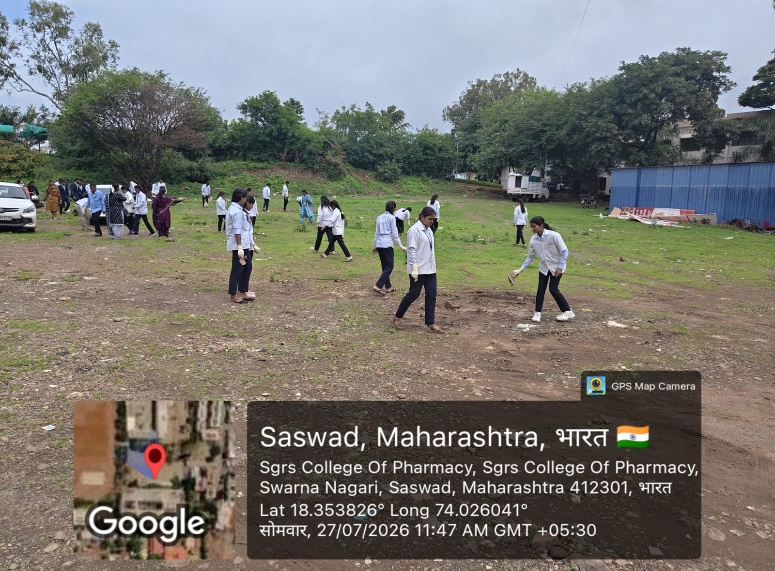 GPS Map Camera
Saswad, Maharashtra, भारत 🇮🇳
Sgrs College Of Pharmacy, Sgrs College Of Pharmacy,
Swarna Nagari, Saswad, Maharashtra 412301, भारत
Lat 18.353826° Long 74.026041°
सोमवार, 27/07/2026 11:47 AM GMT +05:30
Google